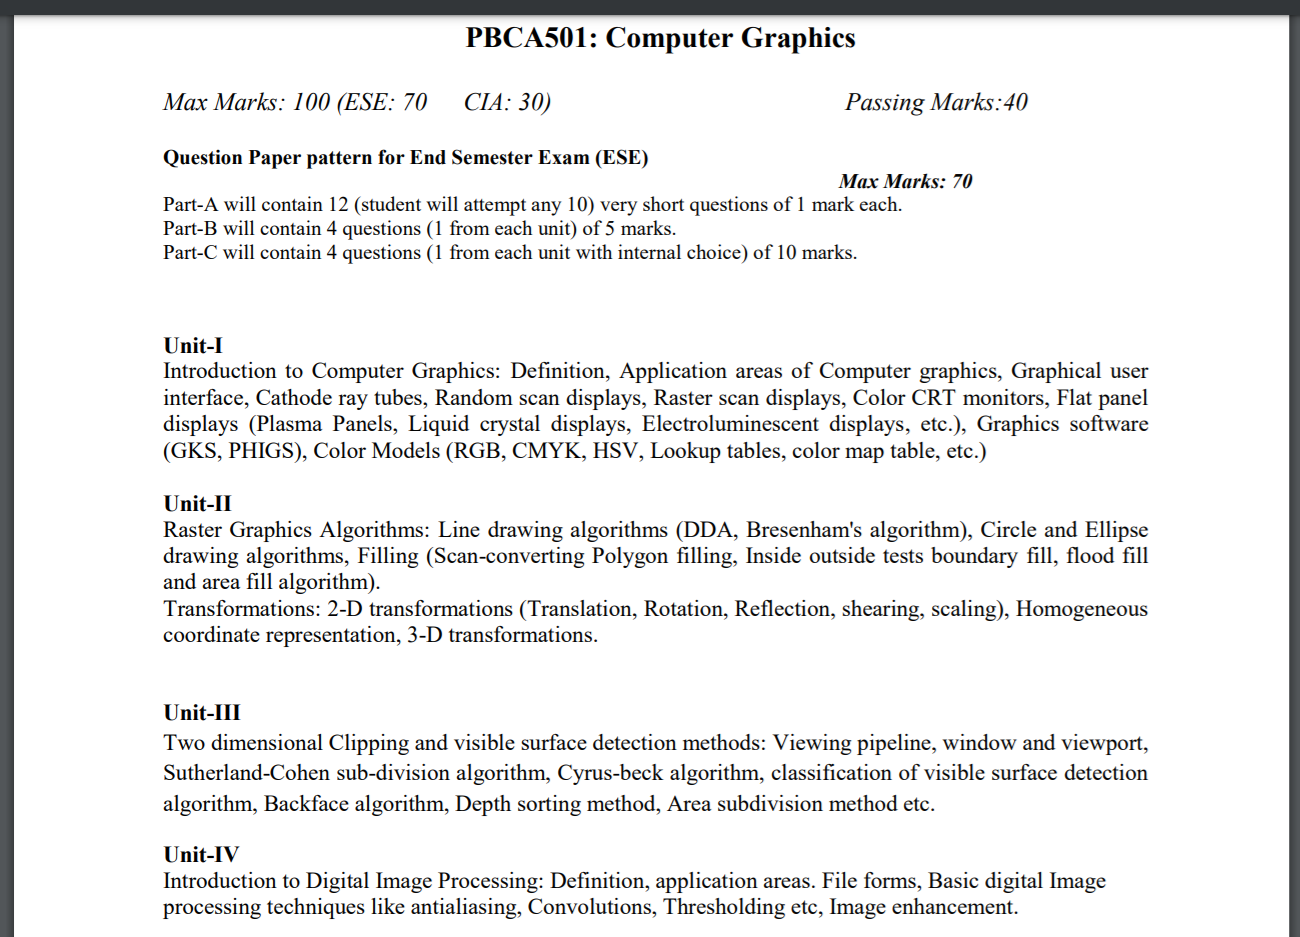 PBCA501: Computer Graphics
Max Marks: 100 (ESE: 70 CIA: 30) Passing Marks:40
Question Paper pattern for End Semester Exam (ESE)
Max Marks: 70
Part-A will contain 12 (student will attempt any 10) very short questions of 1 mark each.
Part-B will contain 4 questions (1 from each unit) of 5 marks.
Part-C will contain 4 questions (1 from each unit with internal choice) of 10 marks.
Unit-I
Introduction to Computer Graphics: Definition, Application areas of Computer graphics, Graphical user
interface, Cathode ray tubes, Random scan displays, Raster scan displays, Color CRT monitors, Flat panel
displays (Plasma Panels, Liquid crystal displays, Electroluminescent displays, etc.), Graphics software
(GKS, PHIGS), Color Models (RGB, CMYK, HSV, Lookup tables, color map table, etc.)
Unit-II
Raster Graphics Algorithms: Line drawing algorithms (DDA, Bresenham's algorithm), Circle and Ellipse
drawing algorithms, Filling (Scan-converting Polygon filling, Inside outside tests boundary fill, flood fill
and area fill algorithm).
Transformations: 2-D transformations (Translation, Rotation, Reflection, shearing, scaling), Homogeneous
coordinate representation, 3-D transformations.
Unit-III
Two dimensional Clipping and visible surface detection methods: Viewing pipeline, window and viewport,
Sutherland-Cohen sub-division algorithm, Cyrus-beck algorithm, classification of visible surface detection
algorithm, Backface algorithm, Depth sorting method, Area subdivision method etc.
Unit-IV
Introduction to Digital Image Processing: Definition, application areas. File forms, Basic digital Image
processing techniques like antialiasing, Convolutions, Thresholding etc, Image enhancement.